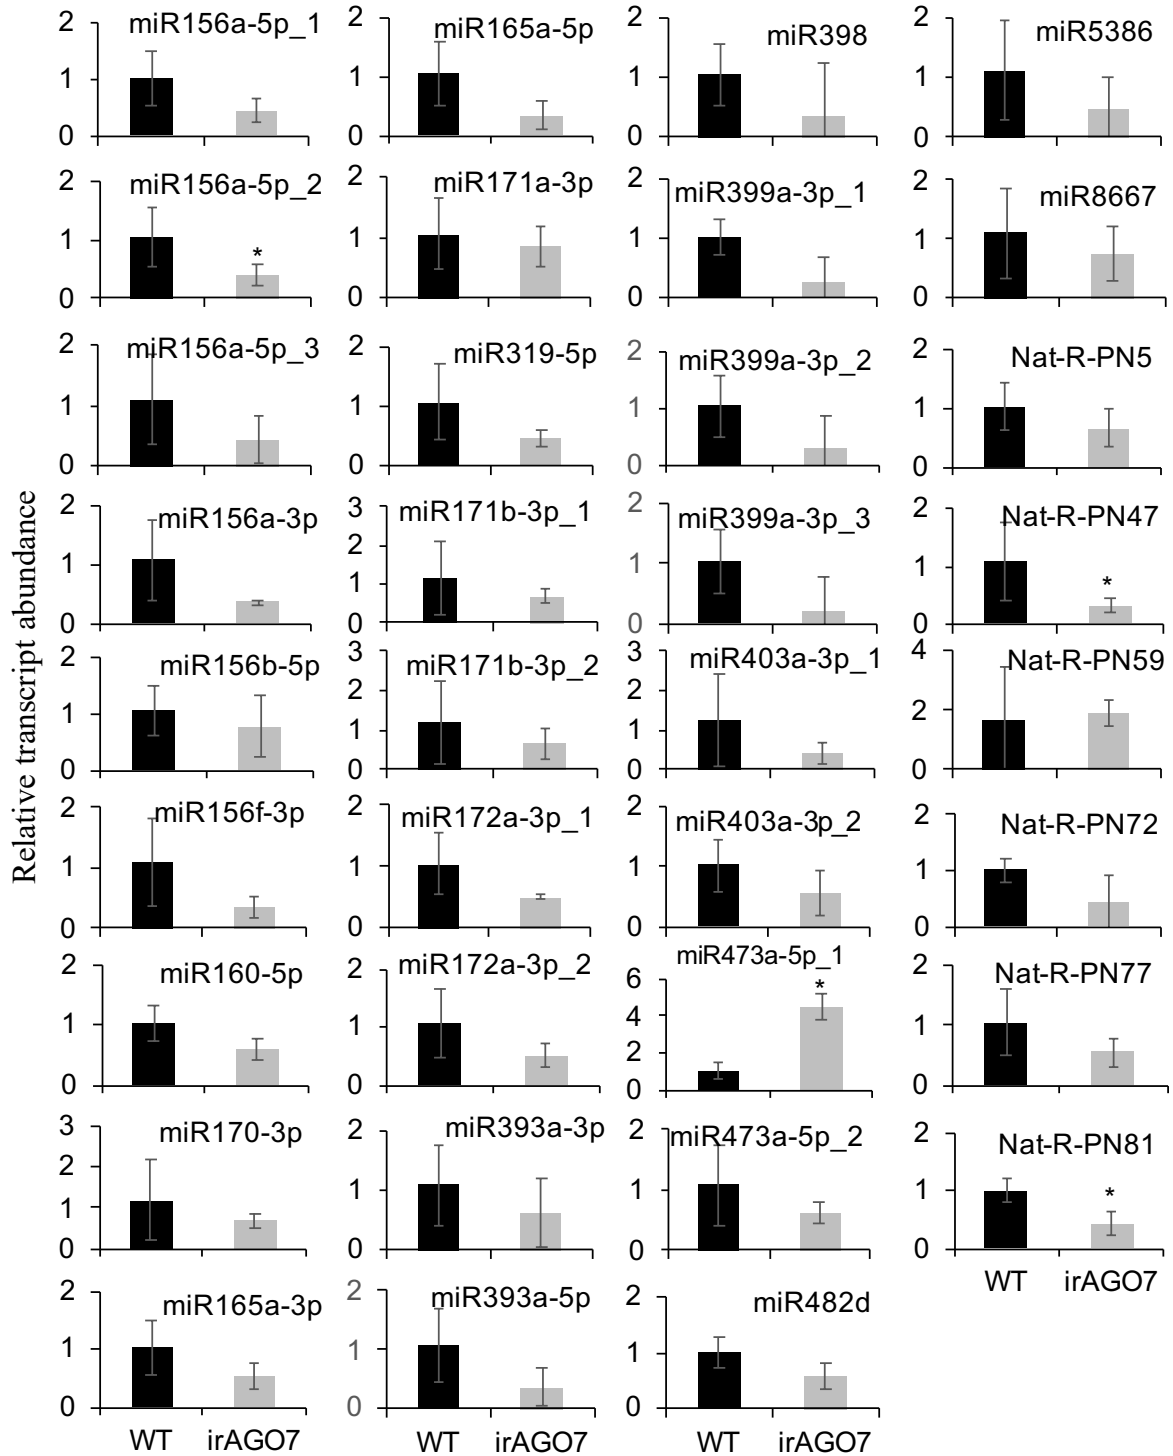 Relative transcript abundance
miR156a-5p_1
2
1
0
miR165a-5p
2
1
0
miR398
2
1
0
miR5386
2
1
0
miR156a-5p_2
2
1
0
*
miR171a-3p
2
1
0
miR399a-3p_1
2
1
0
miR8667
2
1
0
miR156a-5p_3
2
1
0
miR319-5p
2
1
0
miR399a-3p_2
2
1
0
Nat-R-PN5
2
1
0
miR156a-3p
2
1
0
miR171b-3p_1
3
2
1
0
miR399a-3p_3
2
1
0
Nat-R-PN47
2
1
0
*
miR156b-5p
2
1
0
miR171b-3p_2
3
2
1
0
miR403a-3p_1
3
2
1
0
Nat-R-PN59
4
2
0
miR156f-3p
2
1
0
miR172a-3p_1
2
1
0
miR403a-3p_2
2
1
0
Nat-R-PN72
2
1
0
miR160-5p
2
1
0
miR172a-3p_2
2
1
0
miR473a-5p_1
6
4
2
0
*
Nat-R-PN77
2
1
0
miR170-3p
3
2
1
0
miR393a-3p
2
1
0
miR473a-5p_2
2
1
0
Nat-R-PN81
2
1
0
*
WT irAGO7
miR165a-3p
2
1
0
WT irAGO7
miR393a-5p
2
1
0
WT irAGO7
miR482d
2
1
0
WT irAGO7